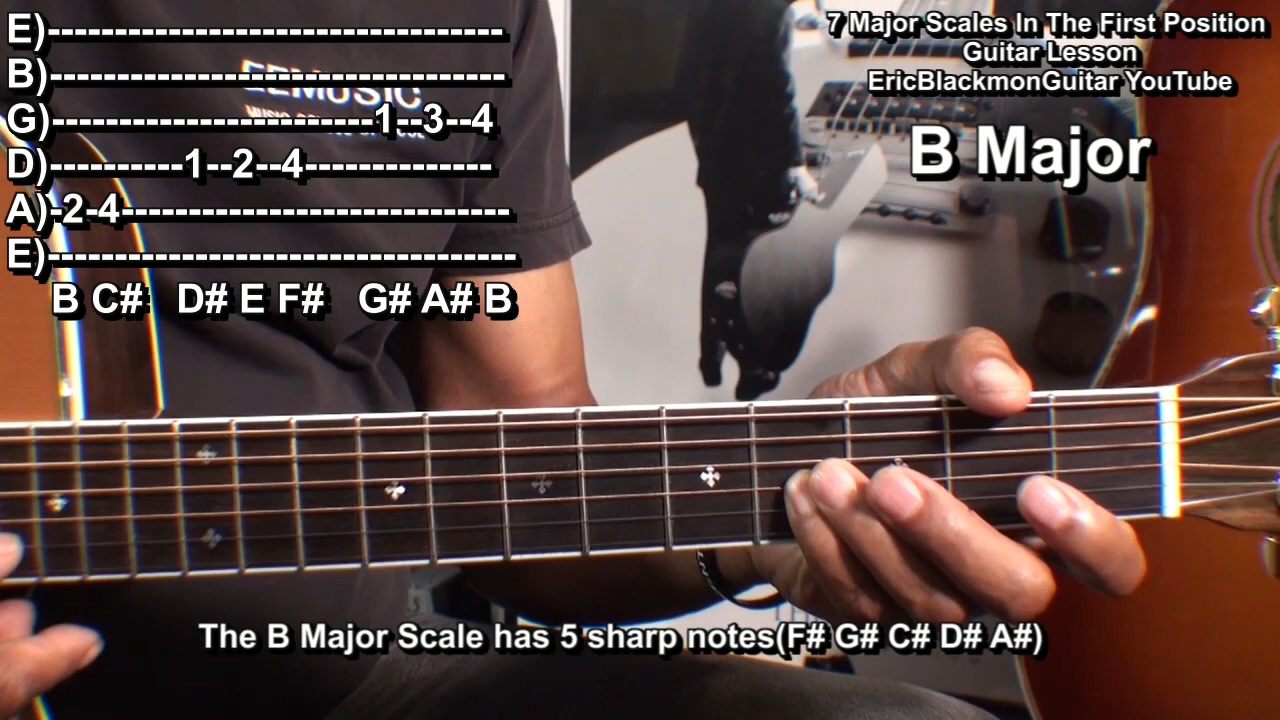 E)----------------------------------
B)----------------------------------
G)------------------------1--3--4
D)----------1--2--4--------------
A)-2-4-----------------------------
E)-----------------------------------
B C# D# E F# G# A# B
7 Major Scales In The First Position
Guitar Lesson
EricBlackmonGuitar YouTube
B Major
EEMUSIC
The B Major Scale has 5 sharp notes(F# G# C# D# A#)